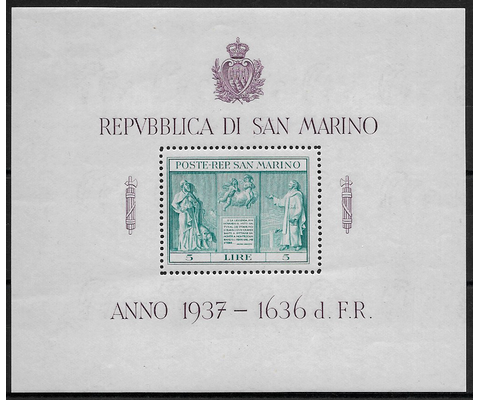 REPVBBLICA DI SAN MARINO
POSTE·REP. SAN MARINO
5 LIRE 5
ANNO 1937 – 1636 d. F.R.